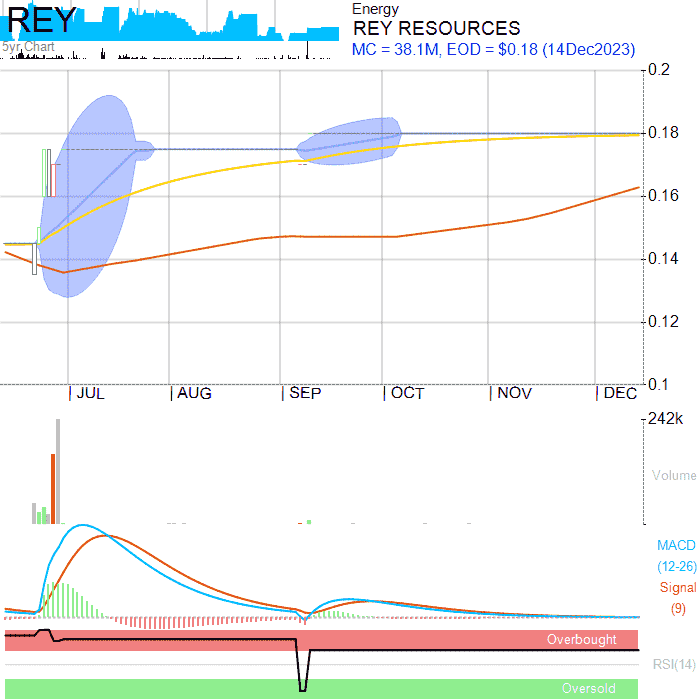 REY
5yr Chart
Energy
REY RESOURCES
MC = 38.1M, EOD = $0.18 (14Dec2023)
0.2
0.18
0.16
0.14
0.12
0.1
JUL AUG SEP OCT NOV DEC
242k
Volume
MACD
(12-26)
Signal
(9)
Overbought
RSI(14)
Oversold